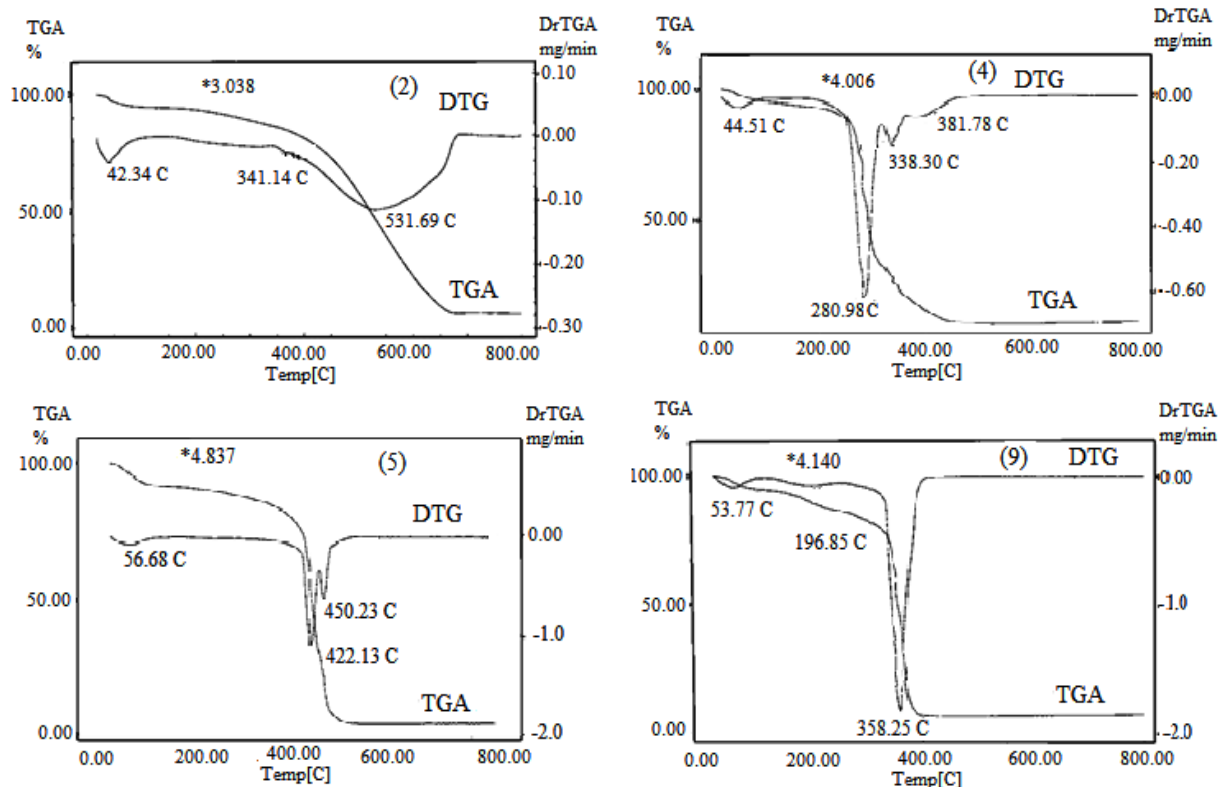 TGA
%
DrTGA
mg/min
*3.038
(2)
DTG
0.10
100.00
0.00
42.34 C
341.14 C
-0.10
50.00
531.69 C
-0.20
TGA
0.00
-0.30
0.00 200.00 400.00 600.00 800.00
Temp[C]
TGA
%
DrTGA
mg/min
*4.006
(4)
DTG
100.00
0.00
44.51 C
381.78 C
338.30 C
-0.20
50.00
-0.40
280.98C
TGA
-0.60
0.00 200.00 400.00 600.00 800.00
Temp[C]
TGA
%
DrTGA
mg/min
*4.837
(5)
100.00
DTG
0.00
56.68 C
450.23 C
50.00
-1.0
422.13 C
TGA
0.00
-2.0
0.00 200.00 400.00 600.00 800.00
Temp[C]
TGA
%
DrTGA
mg/min
*4.140
(9)
DTG
100.00
0.00
53.77 C
196.85 C
50.00
-1.0
TGA
358.25 C
0.00
-2.0
0.00 200.00 400.00 600.00 800.00
Temp[C]